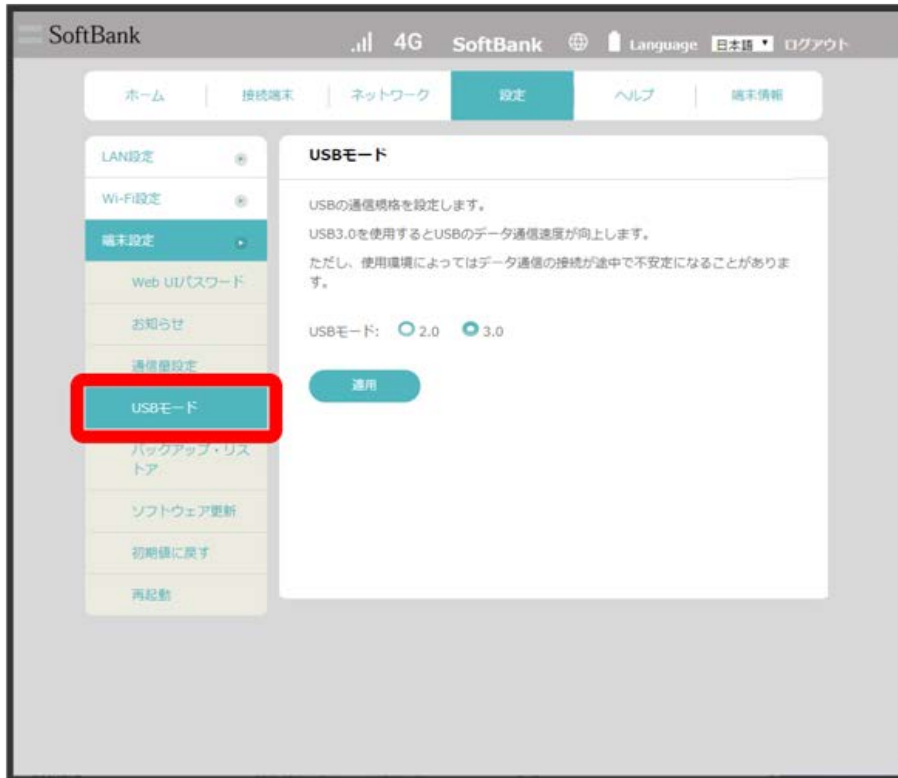 SoftBank
4G SoftBank Language 日本語 ログアウト
ホーム 接続端末 ネットワーク 設定 ヘルプ 端末情報
LAN設定
Wi-Fi設定
端末設定
Web UIパスワード
お知らせ
通信量設定
USBモード
バックアップ・リス
トア
ソフトウェア更新
初期値に戻す
再起動
USBモード
USBの通信規格を設定します。
USB3.0を使用するとUSBのデータ通信速度が向上します。
ただし、使用環境によってはデータ通信の接続が途中で不安定になることがありま
す。
USBモード: 2.0 3.0
適用